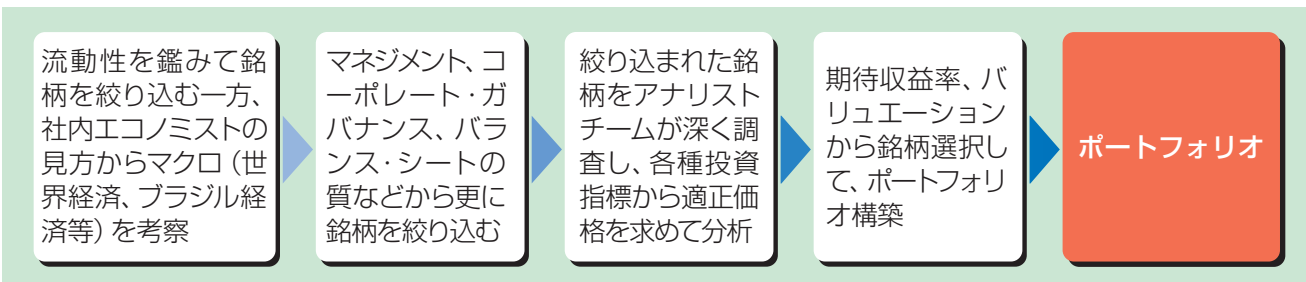 流動性を鑑みて銘
柄を絞り込む一方、
社内エコノミストの
見方からマクロ（世
界経済、ブラジル経
済等）を考察
マネジメント、コ
ーポレート・ガ
バナンス、バラ
ンス・シートの
質などから更に
銘柄を絞り込む
絞り込まれた銘
柄をアナリスト
チームが深く調
査し、各種投資
指標から適正価
格を求めて分析
期待収益率、バ
リュエーション
から銘柄選択し
て、ポートフォリ
オ構築
ポートフォリオ